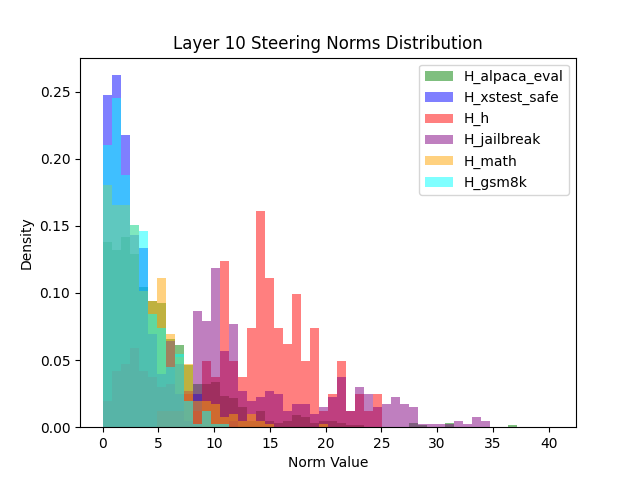 Layer 10 Steering Norms Distribution
H_alpaca_eval
H_xstest_safe
H_h
H_jailbreak
H_math
H_gsm8k
0.25
0.20
0.15
0.10
0.05
0.00
Density
0 5 10 15 20 25 30 35 40
Norm Value